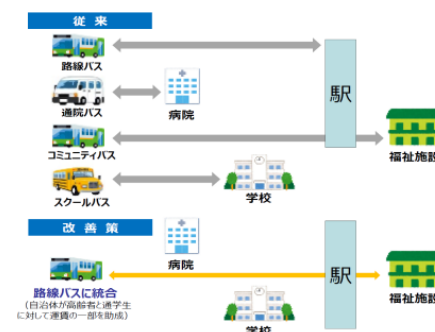 従来
路線バス
駅
通院バス
病院
コミュニティバス
福祉施設
スクールバス
学校
改善策
病院
駅
路線バスに統合
(自治体が高齢者と通学生
に対して運賃の一部を助成)
福祉施設
学校